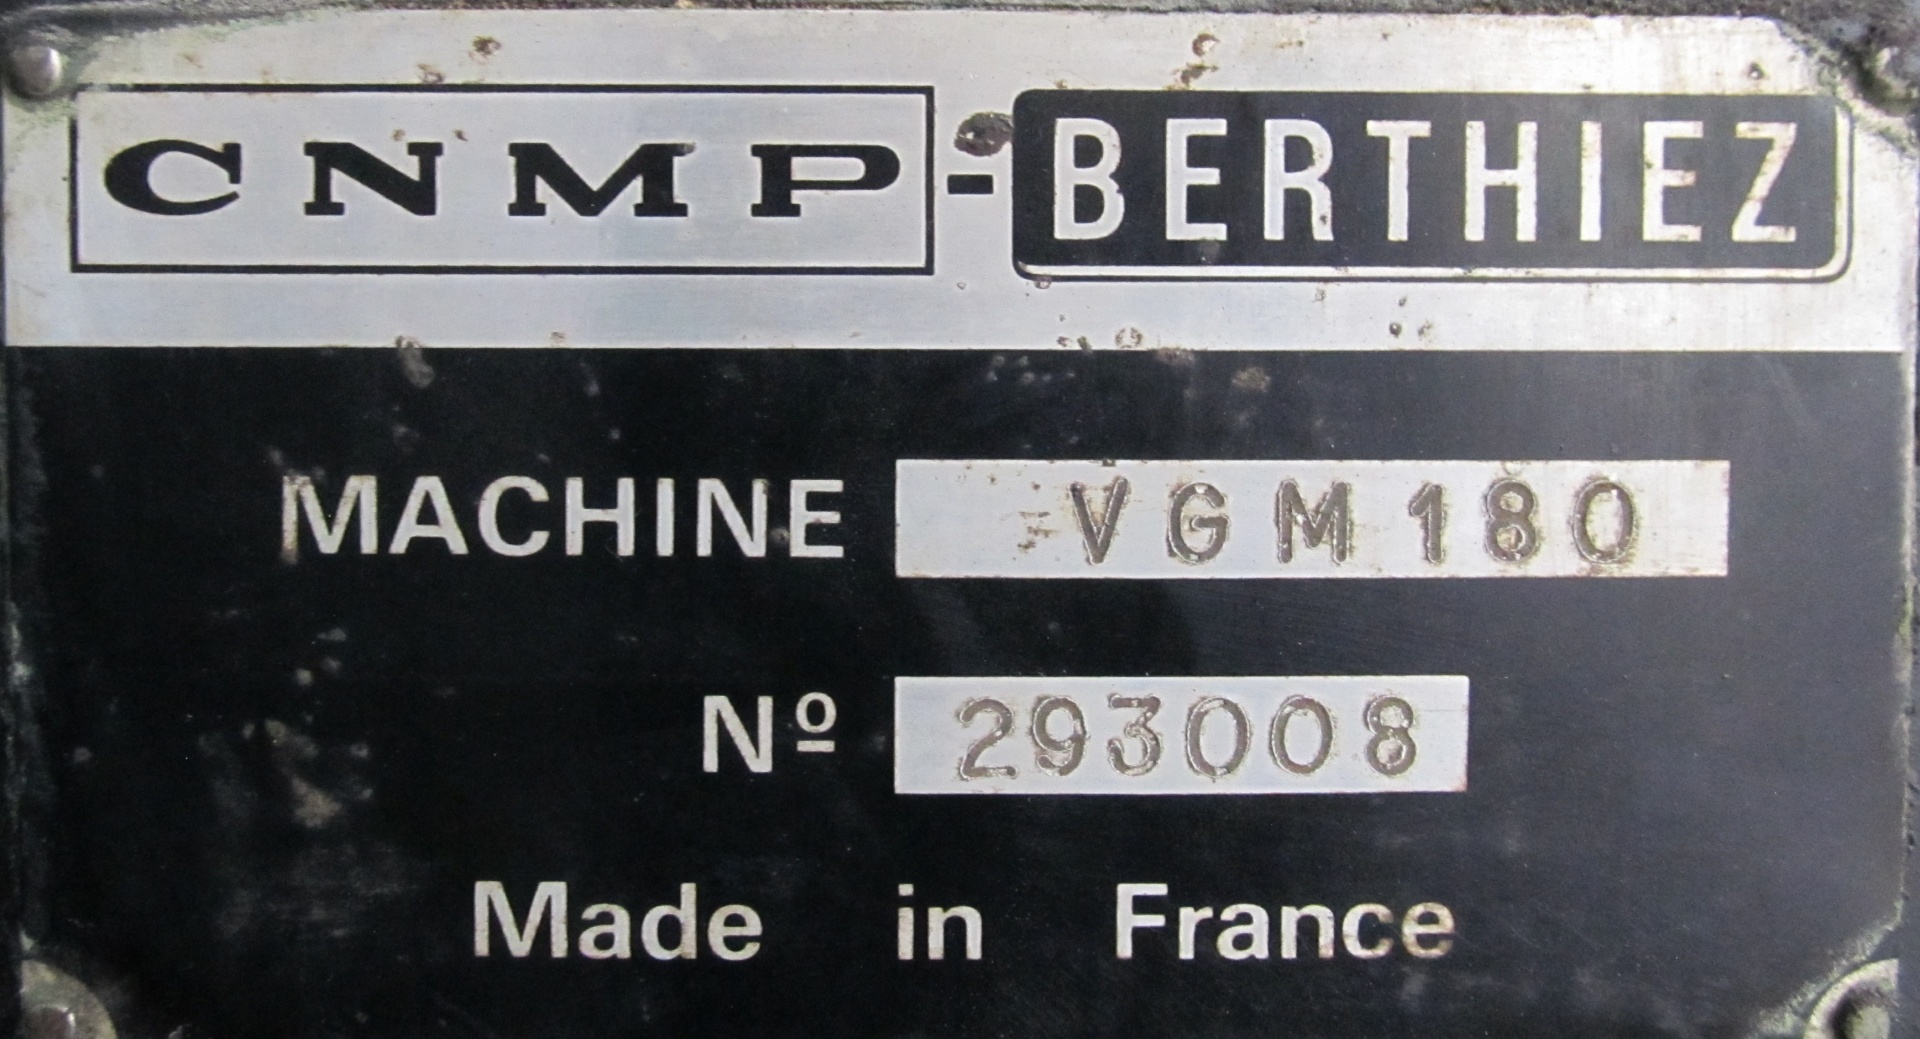 CNMP-BERTHIEZ
MACHINE VGM180
Nº 293008
Made in France